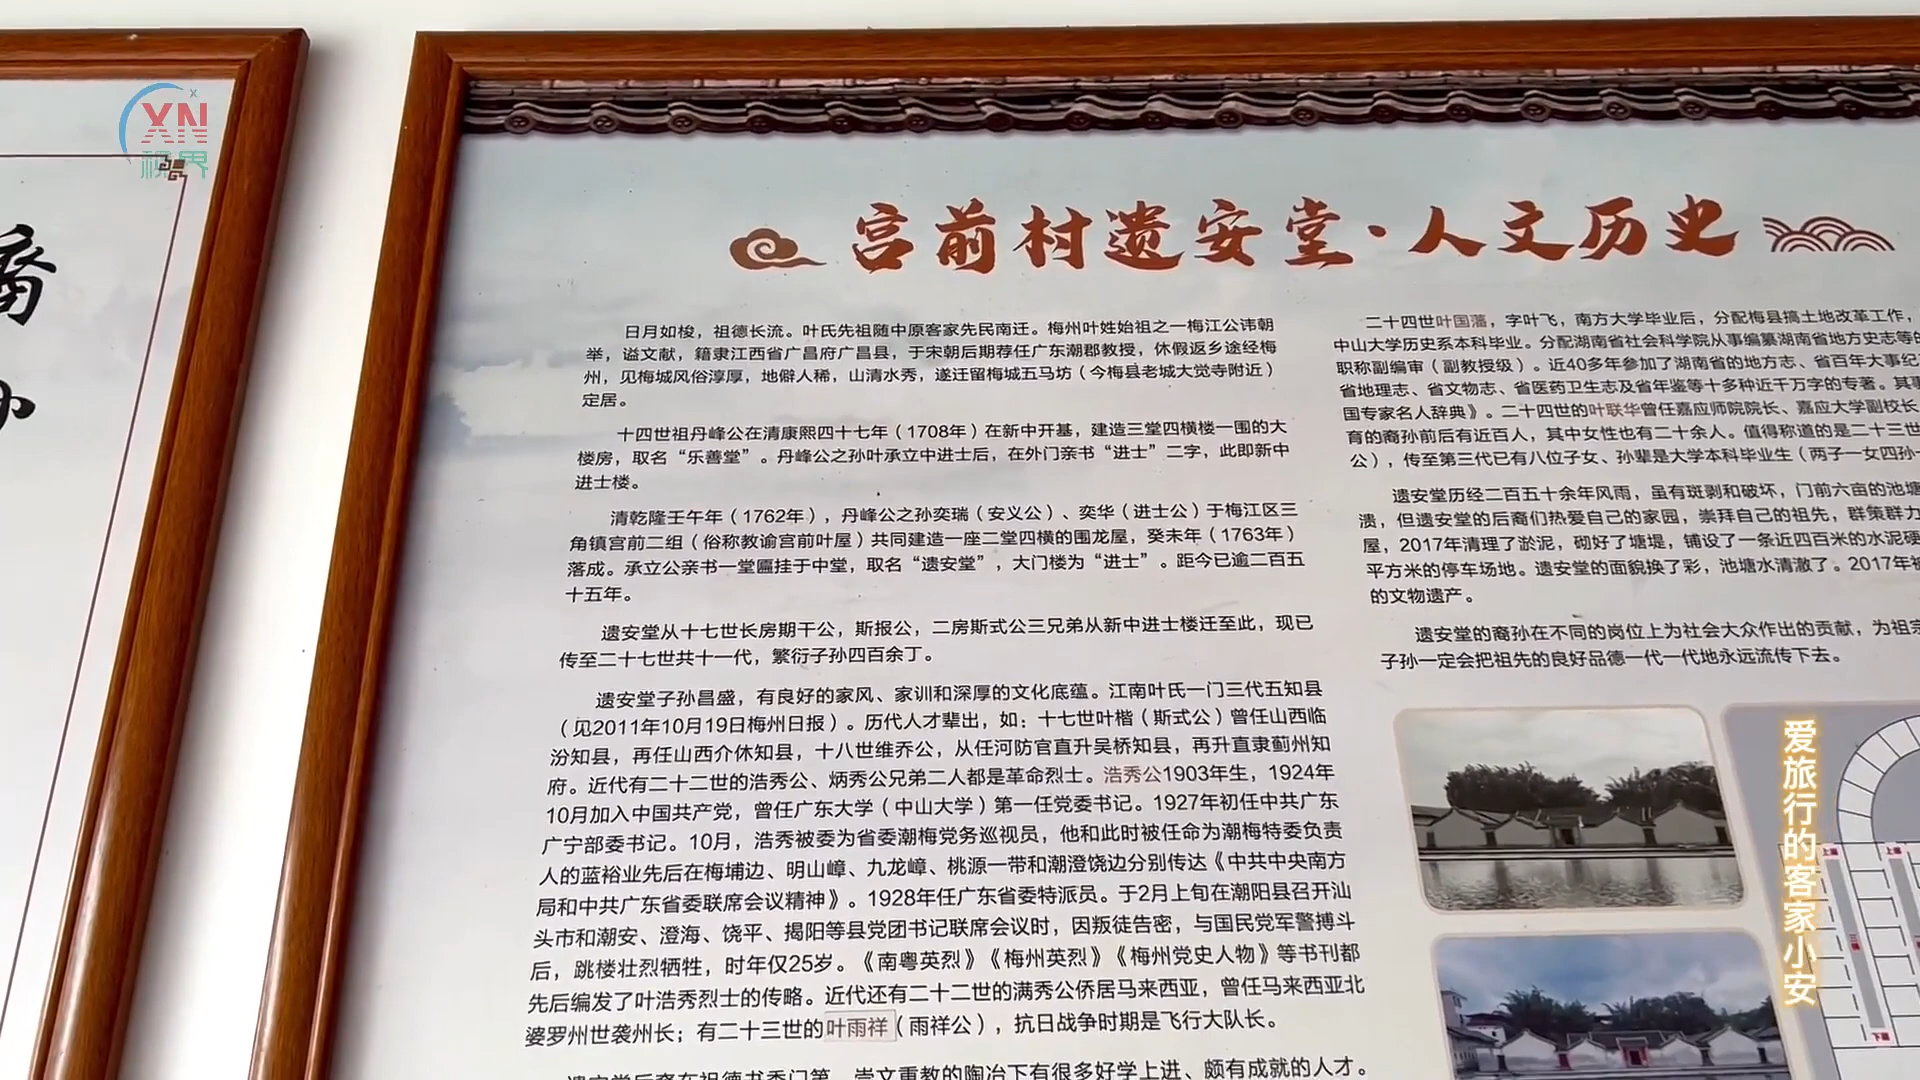 XN
视界
裔
宫前村遗安堂·人文历史
日月如梭，祖德长流。叶氏先祖随中原客家先民南迁。梅州叶姓始祖之一梅江公讳朝
举，谥文献，籍隶江西省广昌府广昌县，于宋朝后期荐任广东潮郡教授，休假返乡途经梅
州，见梅城风俗淳厚，地僻人稀，山清水秀，遂迁留梅城五马坊（今梅县老城大觉寺附近）
定居。
十四世祖丹峰公在清康熙四十七年（1708年）在新中开基，建造三堂四横楼一围的大
楼房，取名“乐善堂”。丹峰公之孙叶承立中进士后，在外门亲书“进士”二字，此即新中
进士楼。
清乾隆壬午年（1762年），丹峰公之孙奕瑞（安义公）、奕华（进士公）于梅江区三
角镇宫前二组（俗称教谕宫前叶屋）共同建造一座二堂四横的围龙屋，癸未年（1763年）
落成。承立公亲书一堂匾挂于中堂，取名“遗安堂”，大门楼为“进士”。距今已逾二百五
十五年。
遗安堂从十七世长房期干公，斯报公，二房斯式公三兄弟从新中进士楼迁至此，现已
传至二十七世共十一代，繁衍子孙四百余丁。
遗安堂子孙昌盛，有良好的家风、家训和深厚的文化底蕴。江南叶氏一门三代五知县
（见2011年10月19日梅州日报）。历代人才辈出，如：十七世叶楷（斯式公）曾任山西临
汾知县，再任山西介休知县，十八世维乔公，从任河防官直升吴桥知县，再升直隶蓟州知
府。近代有二十二世的浩秀公、炳秀公兄弟二人都是革命烈士。浩秀公1903年生，1924年
10月加入中国共产党，曾任广东大学（中山大学）第一任党委书记。1927年初任中共广东
广宁部委书记。10月，浩秀被委为省委潮梅党务巡视员，他和此时被任命为潮梅特委负责
人的蓝裕业先后在梅埔边、明山嶂、九龙嶂、桃源一带和潮澄饶边分别传达《中共中央南方
局和中共广东省委联席会议精神》。1928年任广东省委特派员。于2月上旬在潮阳县召开汕
头市和潮安、澄海、饶平、揭阳等县党团书记联席会议时，因叛徒告密，与国民党军警搏斗
后，跳楼壮烈牺牲，时年仅25岁。《南粤英烈》《梅州英烈》《梅州党史人物》等书刊都
先后编发了叶浩秀烈士的传略。近代还有二十二世的满秀公侨居马来西亚，曾任马来西亚北
婆罗州世袭州长；有二十三世的叶雨祥（雨祥公），抗日战争时期是飞行大队长。
遗安堂后裔在祖德书香门第、崇文重教的陶冶下有很多好学上进、颇有成就的人才。
二十四世叶国藩，字叶飞，南方大学毕业后，分配梅县搞土地改革工作，
中山大学历史系本科毕业。分配湖南省社会科学院从事编纂湖南省地方史志等的
职称副编审（副教授级）。近40多年参加了湖南省的地方志、省百年大事纪
省地理志、省文物志、省医药卫生志及省年鉴等十多种近千万字的专著。其事
国专家名人辞典》。二十四世的叶联华曾任嘉应师院院长、嘉应大学副校长
育的裔孙前后有近百人，其中女性也有二十余人。值得称道的是二十三世
公），传至第三代已有八位子女、孙辈是大学本科毕业生（两子一女四孙
遗安堂历经二百五十余年风雨，虽有斑剥和破坏，门前六亩的池塘
溃，但遗安堂的后裔们热爱自己的家园，崇拜自己的祖先，群策群力
屋，2017年清理了淤泥，砌好了塘堤，铺设了一条近四百米的水泥硬
平方米的停车场地。遗安堂的面貌换了彩，池塘水清澈了。2017年被
的文物遗产。
遗安堂的裔孙在不同的岗位上为社会大众作出的贡献，为祖宗
子孙一定会把祖先的良好品德一代一代地永远流传下去。
爱旅行的客家小安
上堂
上堂
下堂